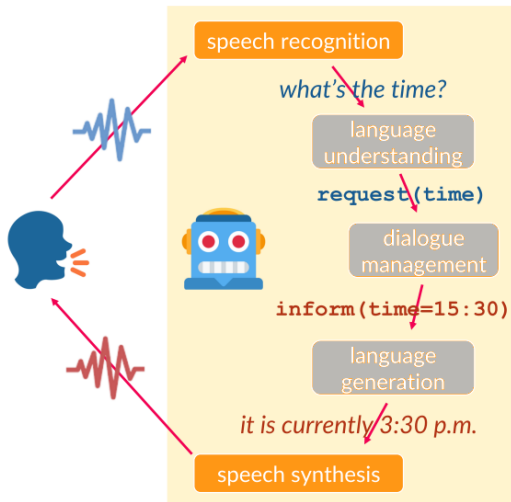 speech recognition
what's the time?
language
understanding
request(time)
dialogue
management
inform(time=15:30)
language
generation
it is currently 3:30 p.m.
speech synthesis